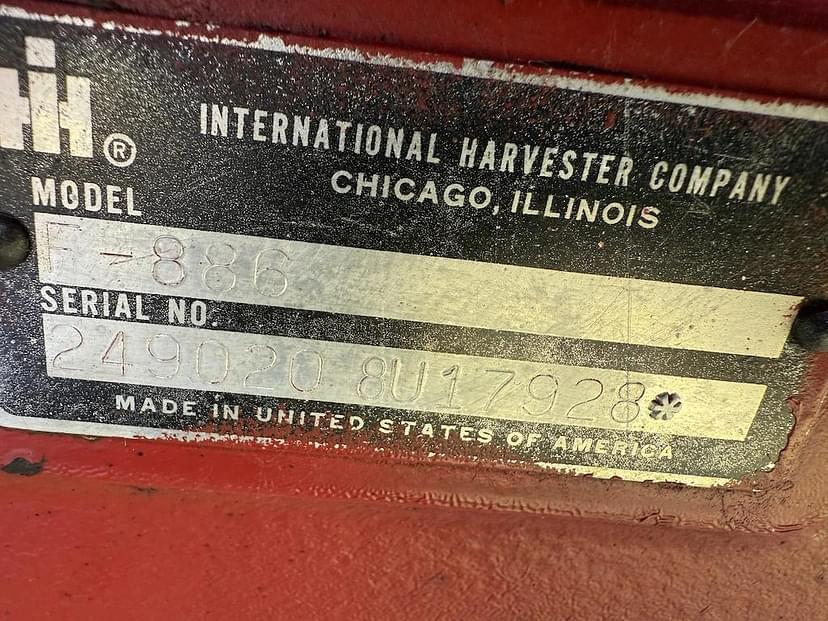 IH ®
INTERNATIONAL HARVESTER COMPANY
CHICAGO, ILLINOIS
MODEL
F-886
SERIAL NO.
249020 8U17928*
MADE IN UNITED STATES OF AMERICA